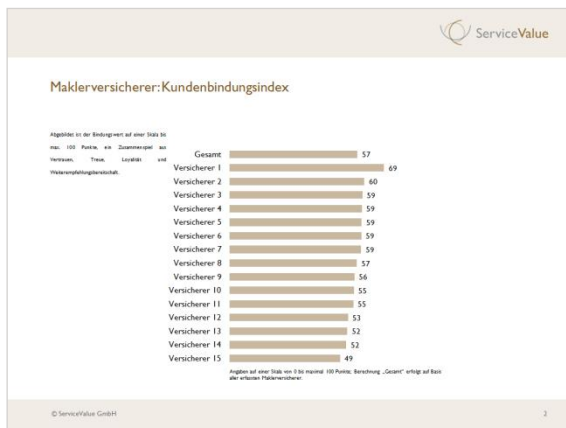 ServiceValue
Maklerversicherer: Kundenbindungsindex
Abgebildet ist der Bindungswert auf einer Skala bis
max. 100 Punkte, ein Zusammenspiel aus
Vertrauen, Treue, Loyalität und
Weiterempfehlungsbereitschaft.
Gesamt 57
Versicherer 1 69
Versicherer 2 60
Versicherer 3 59
Versicherer 4 59
Versicherer 5 59
Versicherer 6 59
Versicherer 7 59
Versicherer 8 57
Versicherer 9 56
Versicherer 10 55
Versicherer 11 55
Versicherer 12 53
Versicherer 13 52
Versicherer 14 52
Versicherer 15 49
Angaben auf einer Skala von 0 bis maximal 100 Punkte; Berechnung „Gesamt“ erfolgt auf Basis
aller erfassten Maklerversicherer.
© ServiceValue GmbH 2